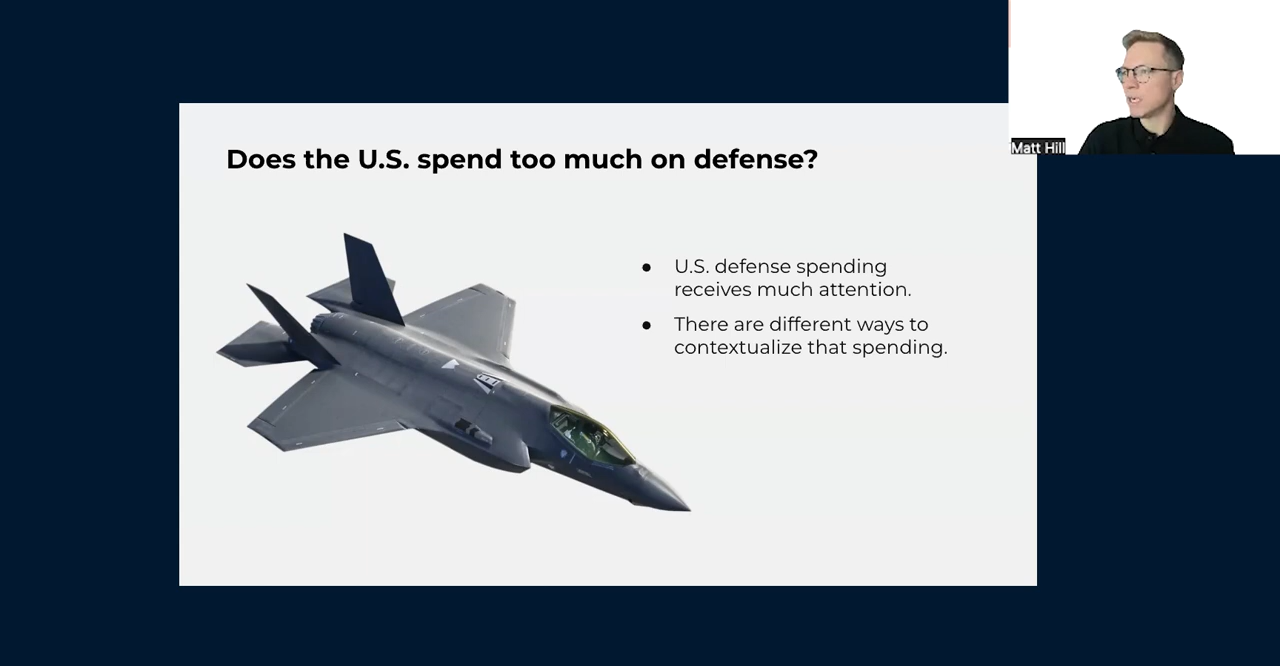 Does the U.S. spend too much on defense?
● U.S. defense spending
receives much attention.
● There are different ways to
contextualize that spending.
Matt Hill